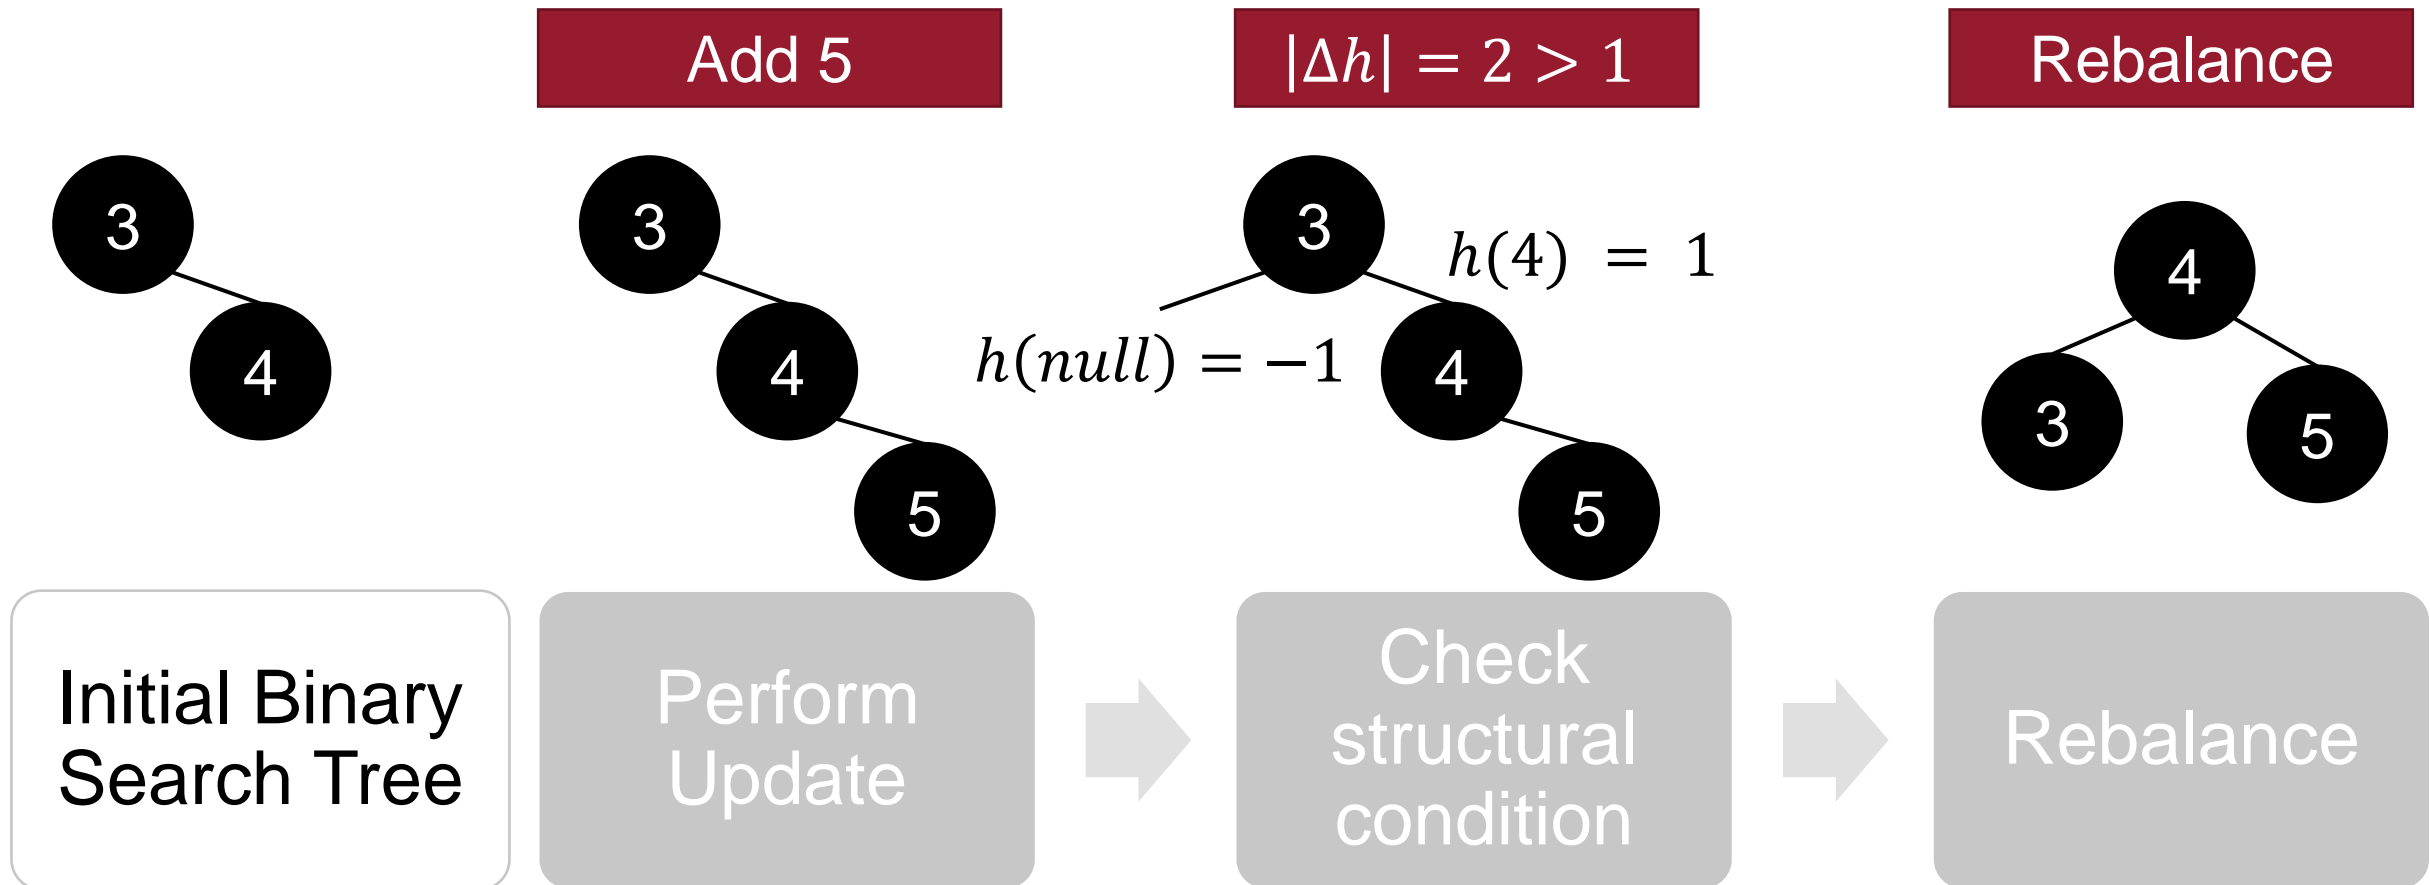 Add 5
|Δh| = 2 > 1
Rebalance
3
4
3
4
5
3
h(4) = 1
h(null) = −1
4
5
4
3
5
Initial Binary
Search Tree
Perform
Update
Check
structural
condition
Rebalance